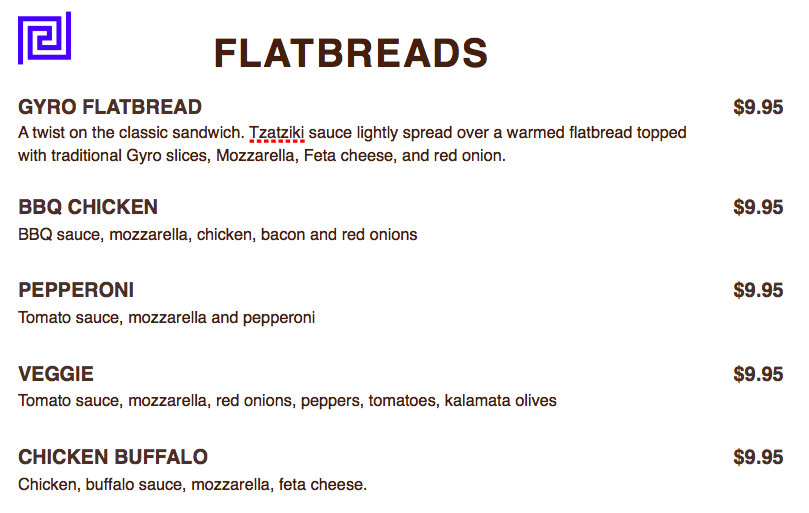 FLATBREADS
GYRO FLATBREAD $9.95
A twist on the classic sandwich. Tzatziki sauce lightly spread over a warmed flatbread topped
with traditional Gyro slices, Mozzarella, Feta cheese, and red onion.
BBQ CHICKEN $9.95
BBQ sauce, mozzarella, chicken, bacon and red onions
PEPPERONI $9.95
Tomato sauce, mozzarella and pepperoni
VEGGIE $9.95
Tomato sauce, mozzarella, red onions, peppers, tomatoes, kalamata olives
CHICKEN BUFFALO $9.95
Chicken, buffalo sauce, mozzarella, feta cheese.